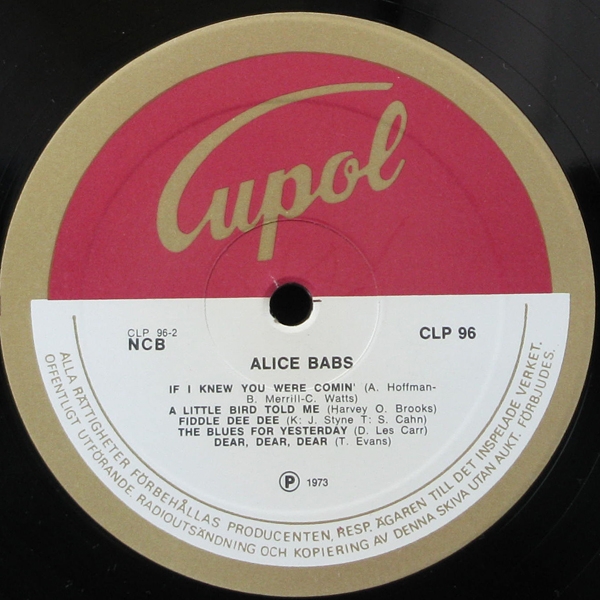 Cupol
CLP 96-2
NCB
CLP 96
ALICE BABS
IF I KNEW YOU WERE COMIN' (A. Hoffman-
B. Merrill-C. Watts)
A LITTLE BIRD TOLD ME (Harvey O. Brooks)
FIDDLE DEE DEE (K: J. Styne T: S. Cahn)
THE BLUES FOR YESTERDAY (D. Les Carr)
DEAR, DEAR, DEAR (T. Evans)
Ⓟ 1973
ALLA RÄTTIGHETER FÖRBEHÅLLAS PRODUCENTEN, RESP. ÄGAREN TILL DET INSPELADE VERKET.
OFFENTLIGT UTFÖRANDE, RADIOUTSÄNDNING OCH KOPIERING AV DENNA SKIVA UTAN AUKT. FÖRBJUDES.